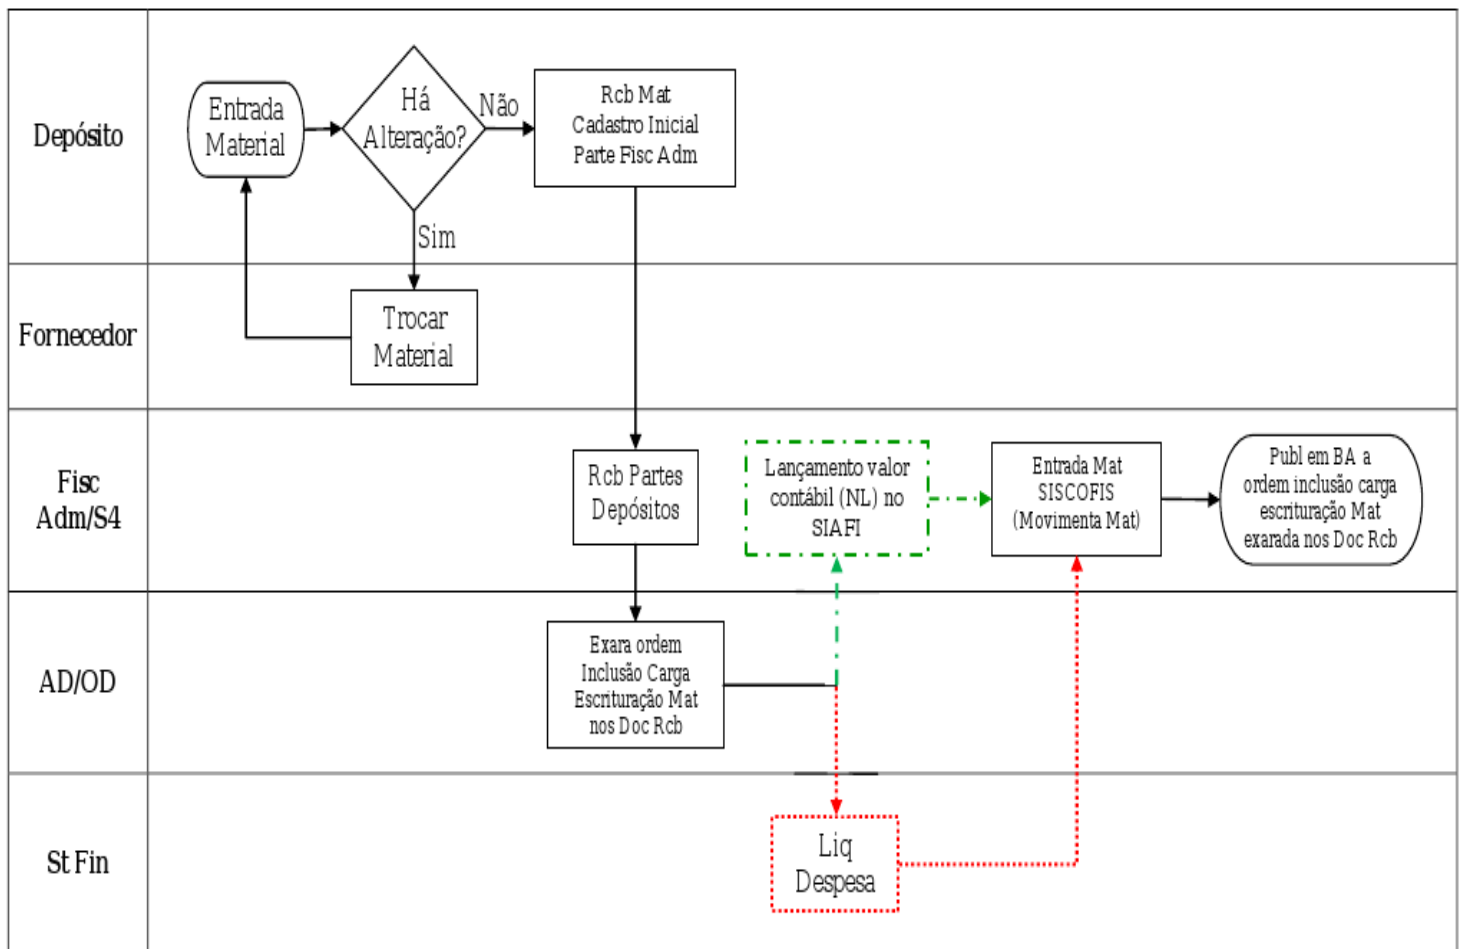 Depósito
Entrada
Material
Há
Alteração?
Não
Sim
Rcb Mat
Cadastro Inicial
Parte Fisc Adm
Fornecedor
Trocar
Material
Fisc
Adm/S4
Rcb Partes
Depósitos
Lançamento valor
contábil (NL) no
SIAFI
Entrada Mat
SISCOFIS
(Movimenta Mat)
Publ em BA a
ordem inclusão carga
escrituração Mat
exarada nos Doc Rcb
AD/OD
Exara ordem
Inclusão Carga
Escrituração Mat
nos Doc Rcb
St Fin
Liq
Despesa